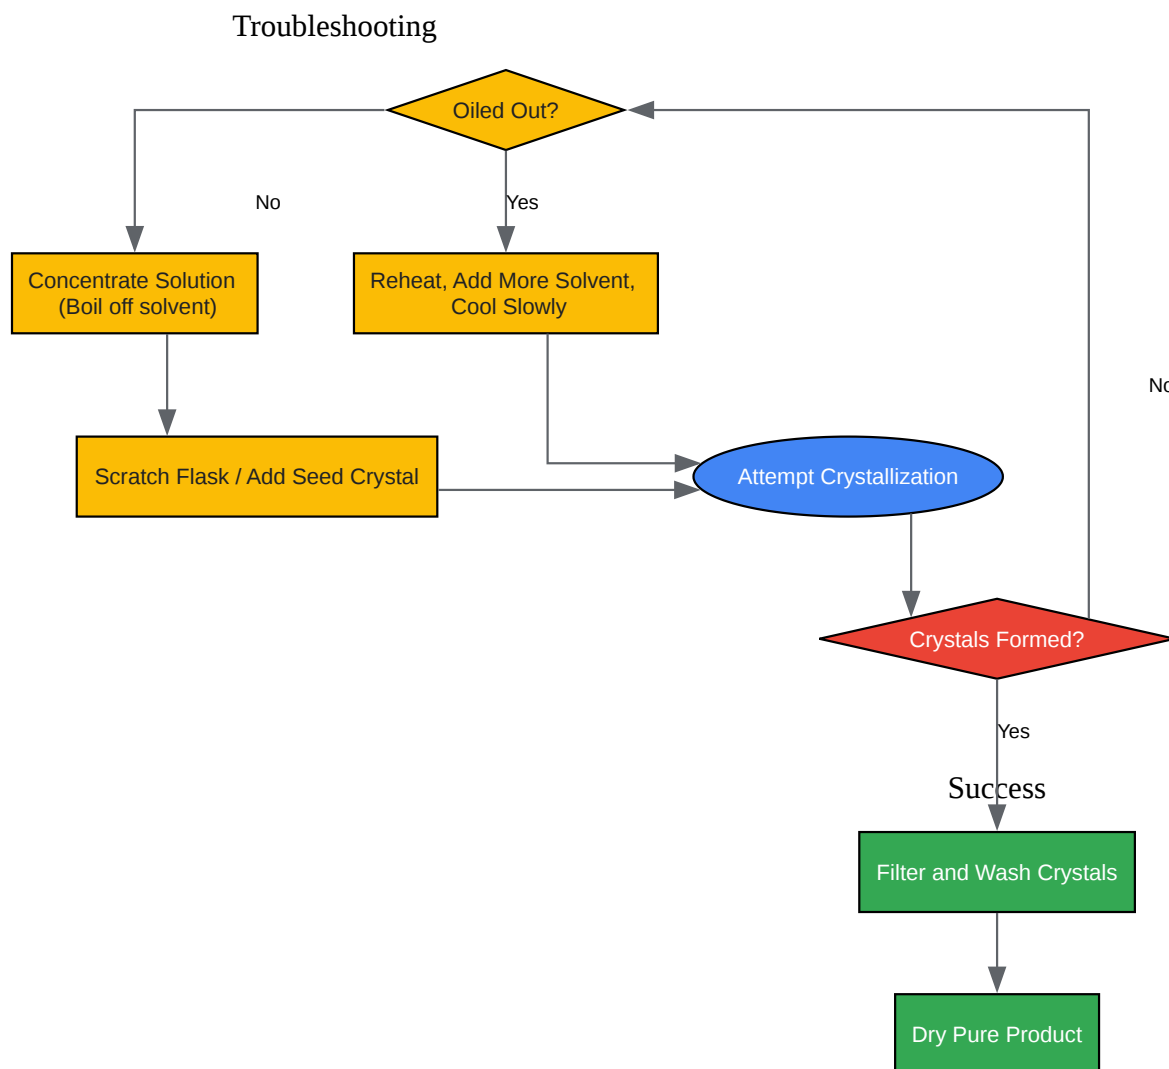 Troubleshooting
Oiled Out?
No
Yes
Concentrate Solution
(Boil off solvent)
Reheat, Add More Solvent,
Cool Slowly
No
Scratch Flask / Add Seed Crystal
Attempt Crystallization
Crystals Formed?
Yes
Success
Filter and Wash Crystals
Dry Pure Product